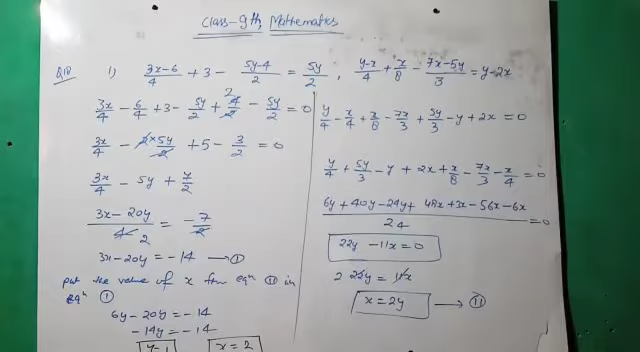 Class-9th, Mathematics
Q18 1) (3x-6)/4 + 3 - (5y-4)/2 = 5y/2 , (y-x)/4 + x/8 - (7x-5y)/3 = y-2x
3x/4 - 6/4 + 3 - 5y/2 + 4/2 - 5y/2 = 0
3x/4 - 2×5y/2 + 5 - 3/2 = 0
3x/4 - 5y + 7/2
(3x-20y)/4 = -7/2
3x-20y = -14 → ①
put the value of x from eqn ⑪ in
eqn ①
6y-20y = -14
-14y = -14
y=1 x=2
y/4 - x/4 + x/8 - 7x/3 + 5y/3 - y + 2x = 0
y/4 + 5y/3 - y + 2x + x/8 - 7x/3 - x/4 = 0
(6y + 40y - 24y + 48x + 3x - 56x - 6x)/24 = 0
22y - 11x = 0
2 22y = 11x
x = 2y → ⑪